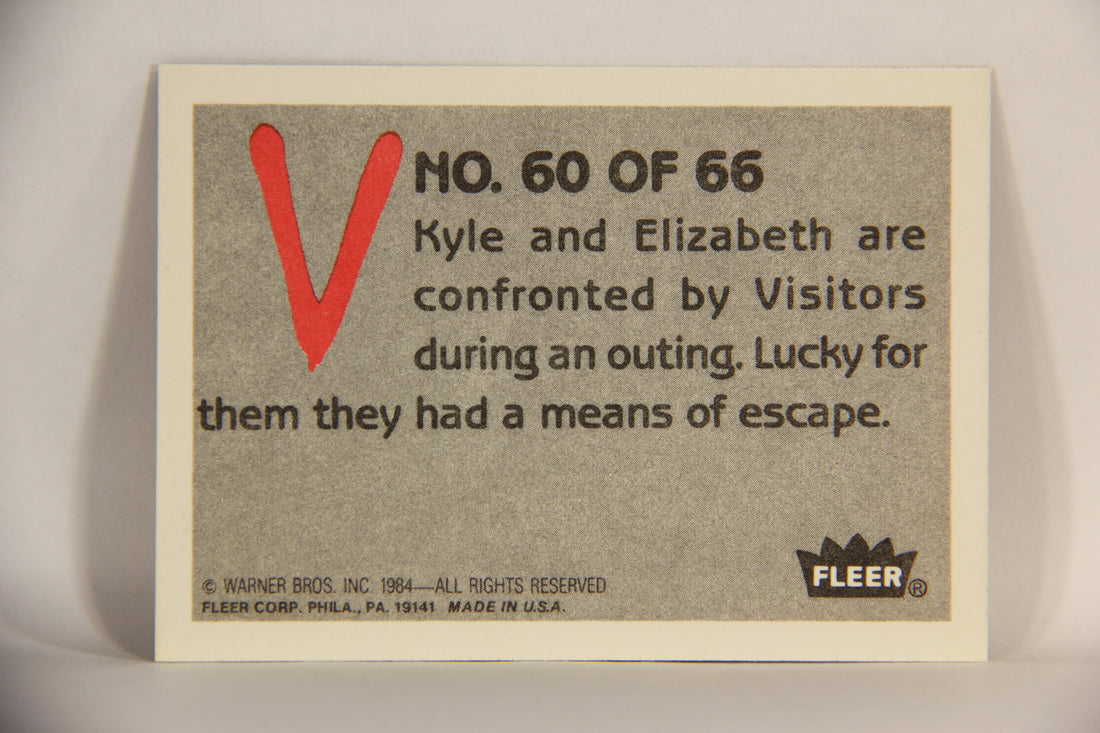 V
NO. 60 OF 66
Kyle and Elizabeth are
confronted by Visitors
during an outing. Lucky for
them they had a means of escape.
© WARNER BROS. INC. 1984—ALL RIGHTS RESERVED
FLEER CORP. PHILA., PA. 19141 MADE IN U.S.A.
FLEER®